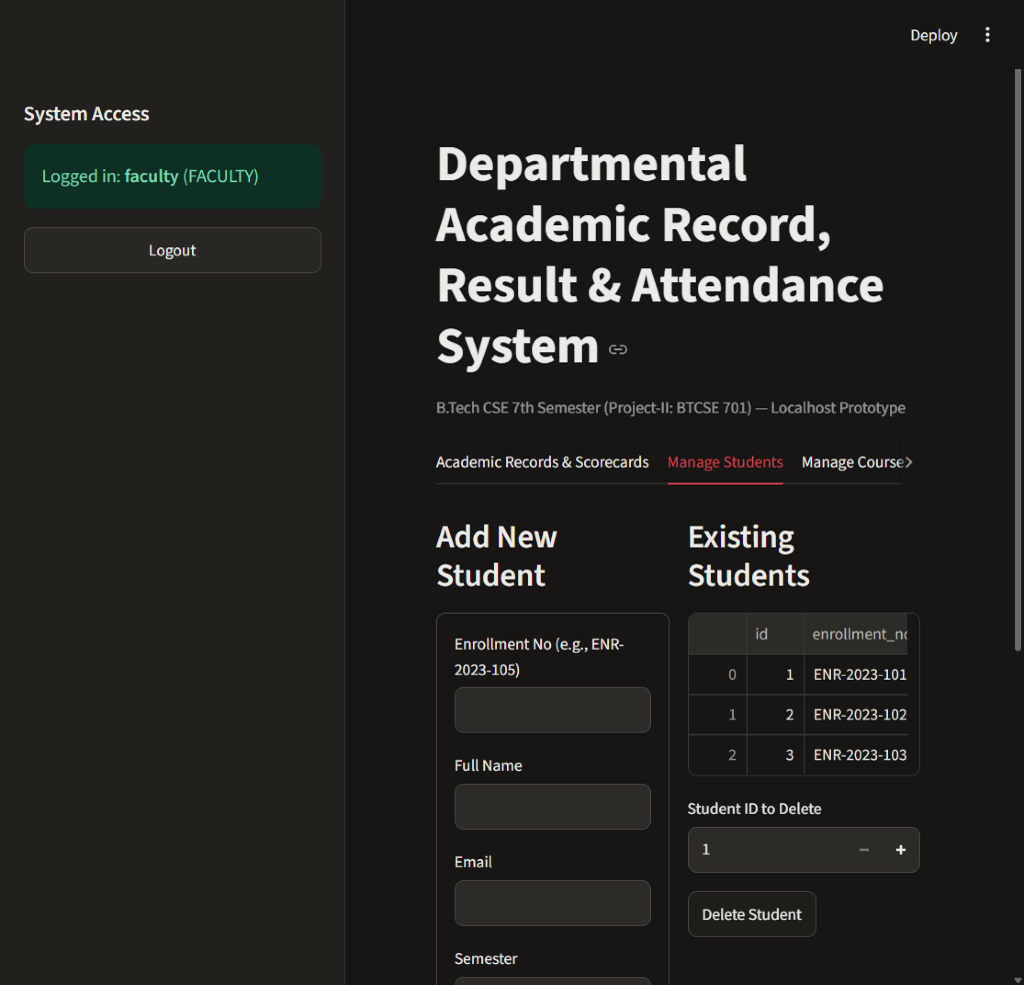 Deploy
System Access
Logged in: faculty (FACULTY)
Logout
Departmental
Academic Record,
Result & Attendance
System
B.Tech CSE 7th Semester (Project-II: BTCSE 701) — Localhost Prototype
Academic Records & Scorecards Manage Students Manage Course
Add New
Student
Enrollment No (e.g., ENR-
2023-105)
Full Name
Email
Semester
Existing
Students
id enrollment_no
0 1 ENR-2023-101
1 2 ENR-2023-102
2 3 ENR-2023-103
Student ID to Delete
1 − +
Delete Student